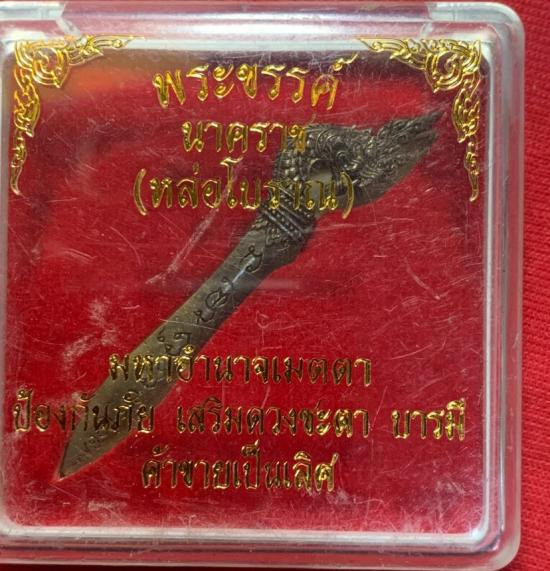 พระขรรค์
นาคราช
(หล่อโบราณ)
มหาอำนาจเมตตา
ป้องกันภัย เสริมดวงชะตา บารมี
ค้าขายเป็นเลิศ